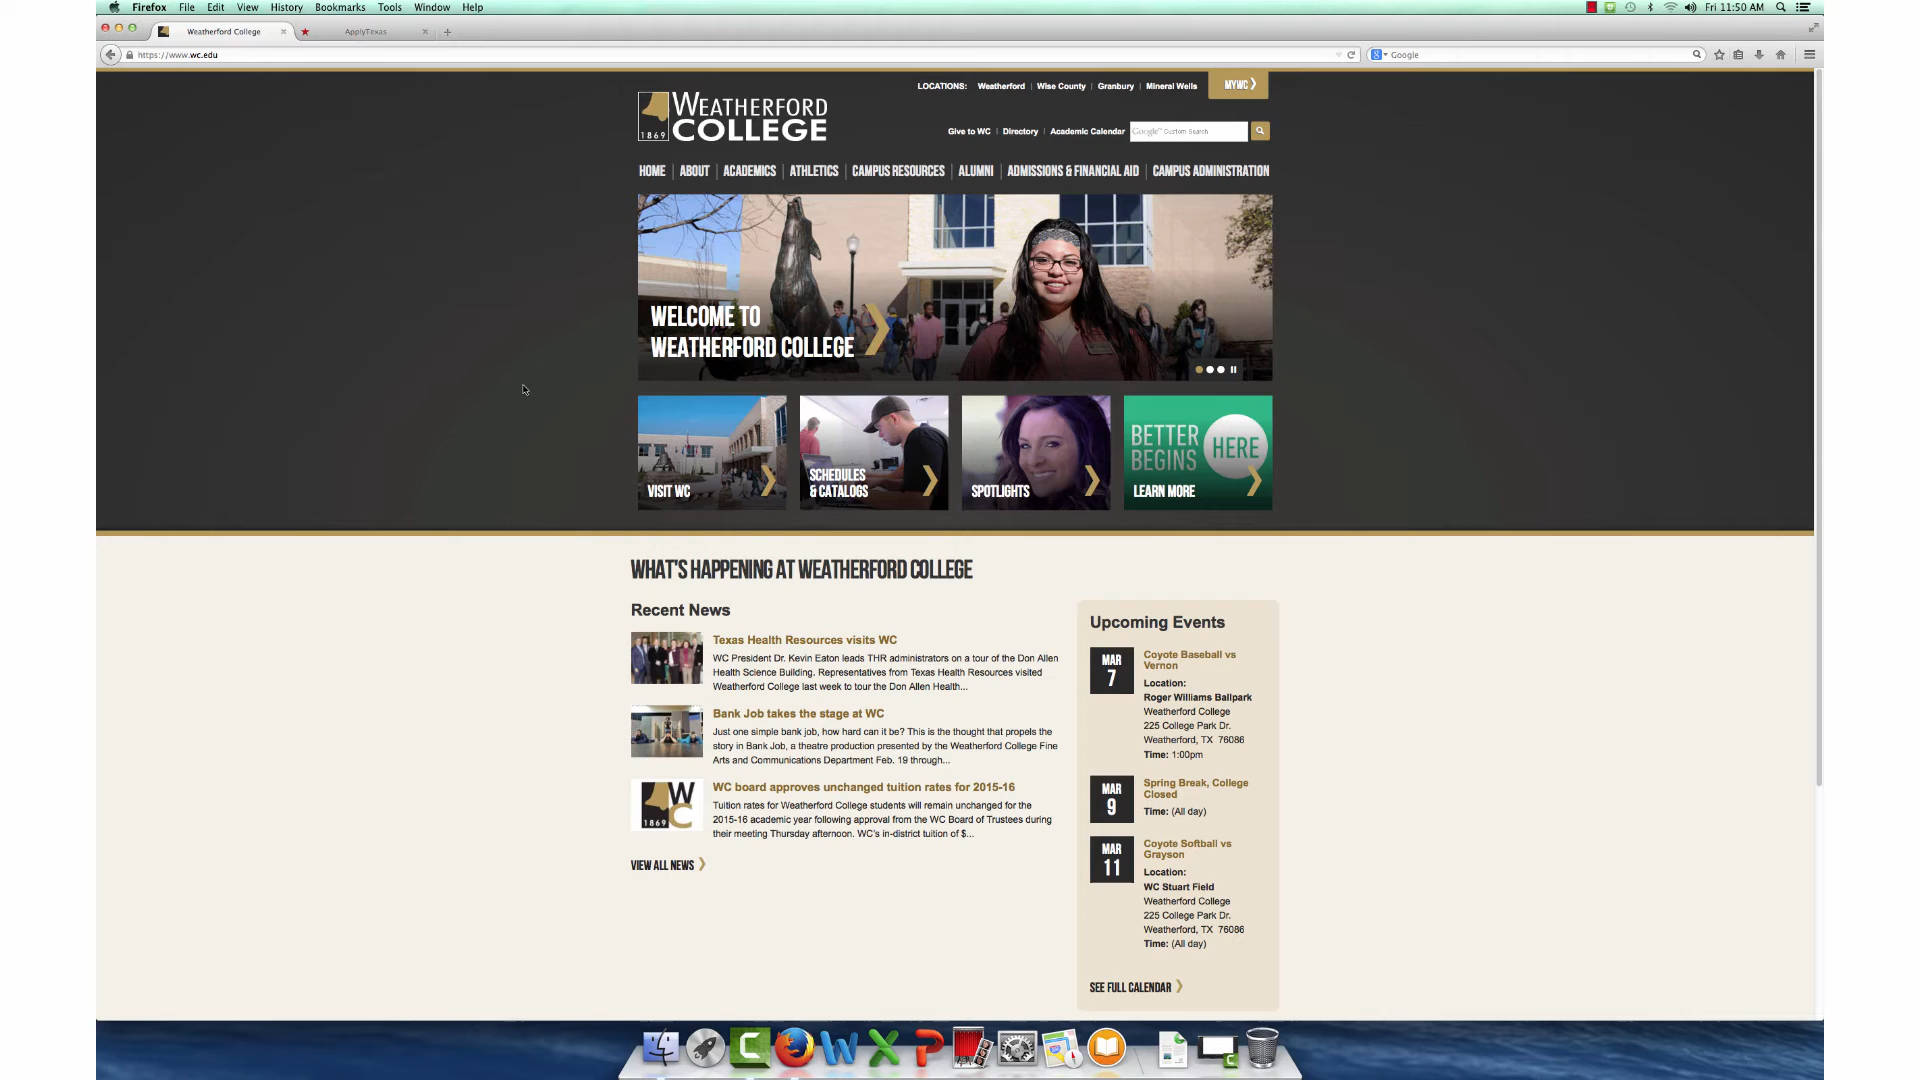 Firefox File Edit View History Bookmarks Tools Window Help
Fri 11:50 AM
Weatherford College
ApplyTexas
https://www.wc.edu
Google
LOCATIONS: Weatherford Wise County Granbury Mineral Wells
MYWC
WEATHERFORD
COLLEGE
1869
Give to WC Directory Academic Calendar
Google™ Custom Search
HOME ABOUT ACADEMICS ATHLETICS CAMPUS RESOURCES ALUMNI ADMISSIONS & FINANCIAL AID CAMPUS ADMINISTRATION
WELCOME TO
WEATHERFORD COLLEGE
VISIT WC
SCHEDULES
& CATALOGS
SPOTLIGHTS
BETTER
BEGINS
HERE
LEARN MORE
WHAT'S HAPPENING AT WEATHERFORD COLLEGE
Recent News
Texas Health Resources visits WC
WC President Dr. Kevin Eaton leads THR administrators on a tour of the Don Allen
Health Science Building. Representatives from Texas Health Resources visited
Weatherford College last week to tour the Don Allen Health...
Bank Job takes the stage at WC
Just one simple bank job, how hard can it be? This is the thought that propels the
story in Bank Job, a theatre production presented by the Weatherford College Fine
Arts and Communications Department Feb. 19 through...
WC
1869
WC board approves unchanged tuition rates for 2015-16
Tuition rates for Weatherford College students will remain unchanged for the
2015-16 academic year following approval from the WC Board of Trustees during
their meeting Thursday afternoon. WC's in-district tuition of $...
VIEW ALL NEWS
Upcoming Events
MAR
7
Coyote Baseball vs
Vernon
Location:
Roger Williams Ballpark
Weatherford College
225 College Park Dr.
Weatherford, TX 76086
Time: 1:00pm
MAR
9
Spring Break, College
Closed
Time: (All day)
MAR
11
Coyote Softball vs
Grayson
Location:
WC Stuart Field
Weatherford College
225 College Park Dr.
Weatherford, TX 76086
Time: (All day)
SEE FULL CALENDAR